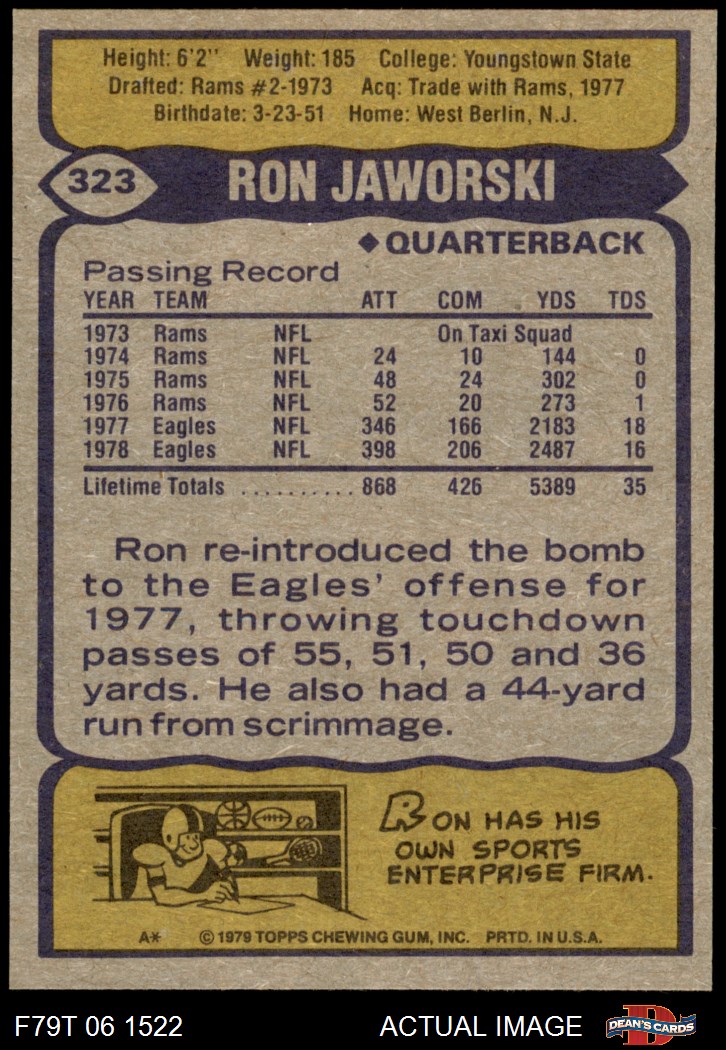 Height: 6'2'' Weight: 185 College: Youngstown State
Drafted: Rams #2-1973 Acq: Trade with Rams, 1977
Birthdate: 3-23-51 Home: West Berlin, N.J.
323 RON JAWORSKI
◆QUARTERBACK
Passing Record
YEAR TEAM ATT COM YDS TDS
1973 Rams NFL On Taxi Squad
1974 Rams NFL 24 10 144 0
1975 Rams NFL 48 24 302 0
1976 Rams NFL 52 20 273 1
1977 Eagles NFL 346 166 2183 18
1978 Eagles NFL 398 206 2487 16
Lifetime Totals .......... 868 426 5389 35
Ron re-introduced the bomb
to the Eagles' offense for
1977, throwing touchdown
passes of 55, 51, 50 and 36
yards. He also had a 44-yard
run from scrimmage.
RON HAS HIS
OWN SPORTS
ENTERPRISE FIRM.
A* © 1979 TOPPS CHEWING GUM, INC. PRTD. IN U.S.A.
F79T 06 1522 ACTUAL IMAGE D DEAN'S CARDS